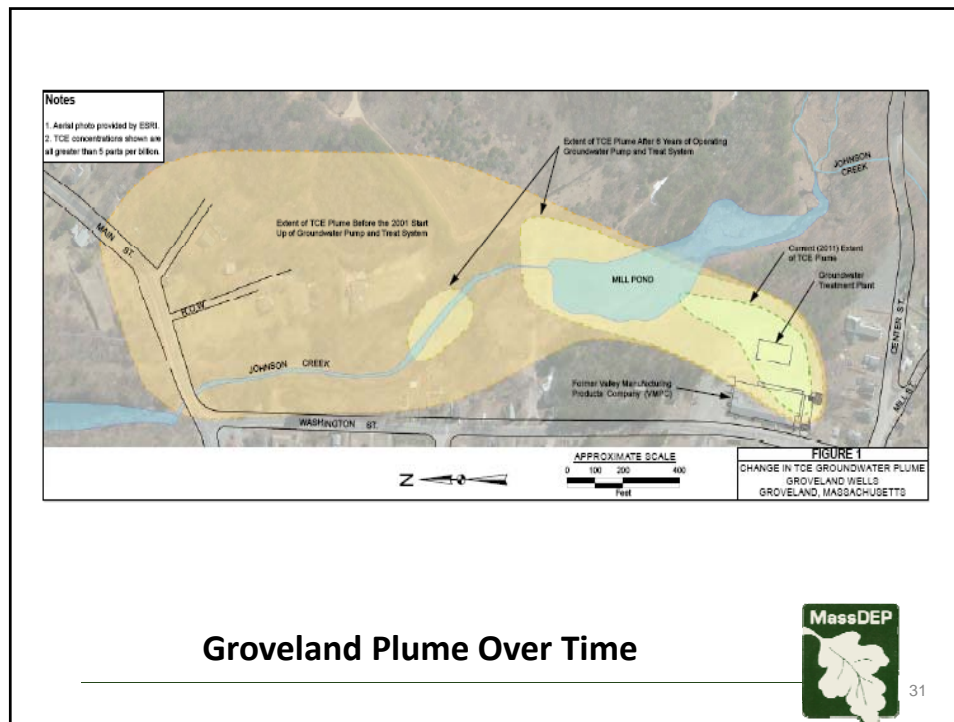 Notes
1. Aerial photo provided by ESRI.
2. TCE concentrations shown are
all greater than 5 parts per billion.
Extent of TCE Plume After 6 Years of Operating
Groundwater Pump and Treat System
JOHNSON
CREEK
MAIN ST.
Extent of TCE Plume Before the 2001 Start
Up of Groundwater Pump and Treat System
Current (2011) Extent
of TCE Plume
R.O.W
MILL POND
Groundwater
Treatment Plant
CENTER ST.
JOHNSON CREEK
Former Valley Manufacturing
Products Company (VMPC)
MILL ST.
WASHINGTON ST.
N
APPROXIMATE SCALE
0 100 200 400
Feet
FIGURE 1
CHANGE IN TCE GROUNDWATER PLUME
GROVELAND WELLS
GROVELAND, MASSACHUSETTS
Groveland Plume Over Time
MassDEP
31